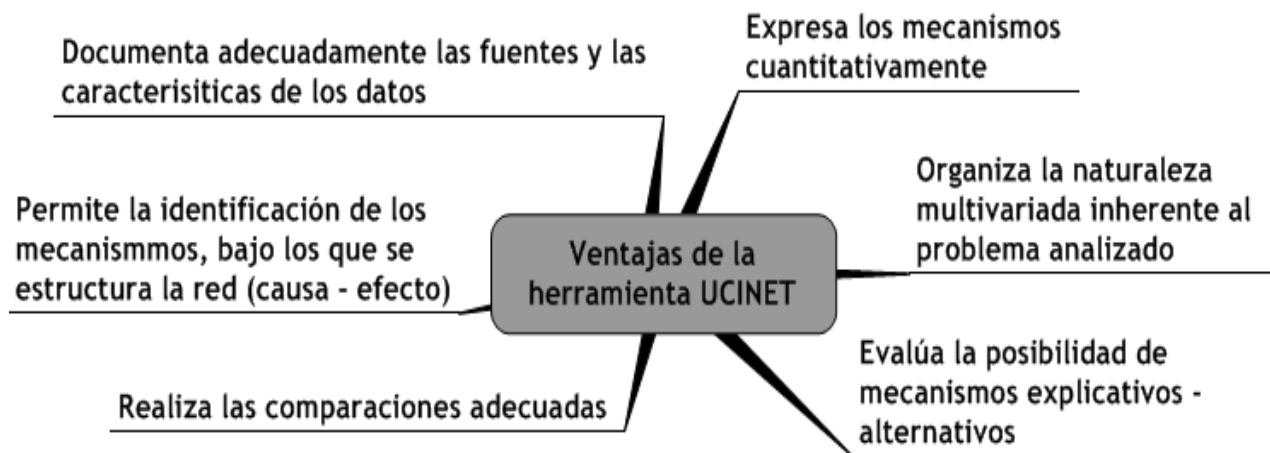 Documenta adecuadamente las fuentes y las
caracterisiticas de los datos
Expresa los mecanismos
cuantitativamente
Permite la identificación de los
mecanismmos, bajo los que se
estructura la red (causa - efecto)
Ventajas de la
herramienta UCINET
Organiza la naturaleza
multivariada inherente al
problema analizado
Realiza las comparaciones adecuadas
Evalúa la posibilidad de
mecanismos explicativos -
alternativos